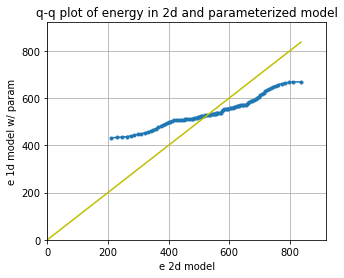 q-q plot of energy in 2d and parameterized model
800
600
400
200
0
e 1d model w/ param
0 200 400 600 800
e 2d model